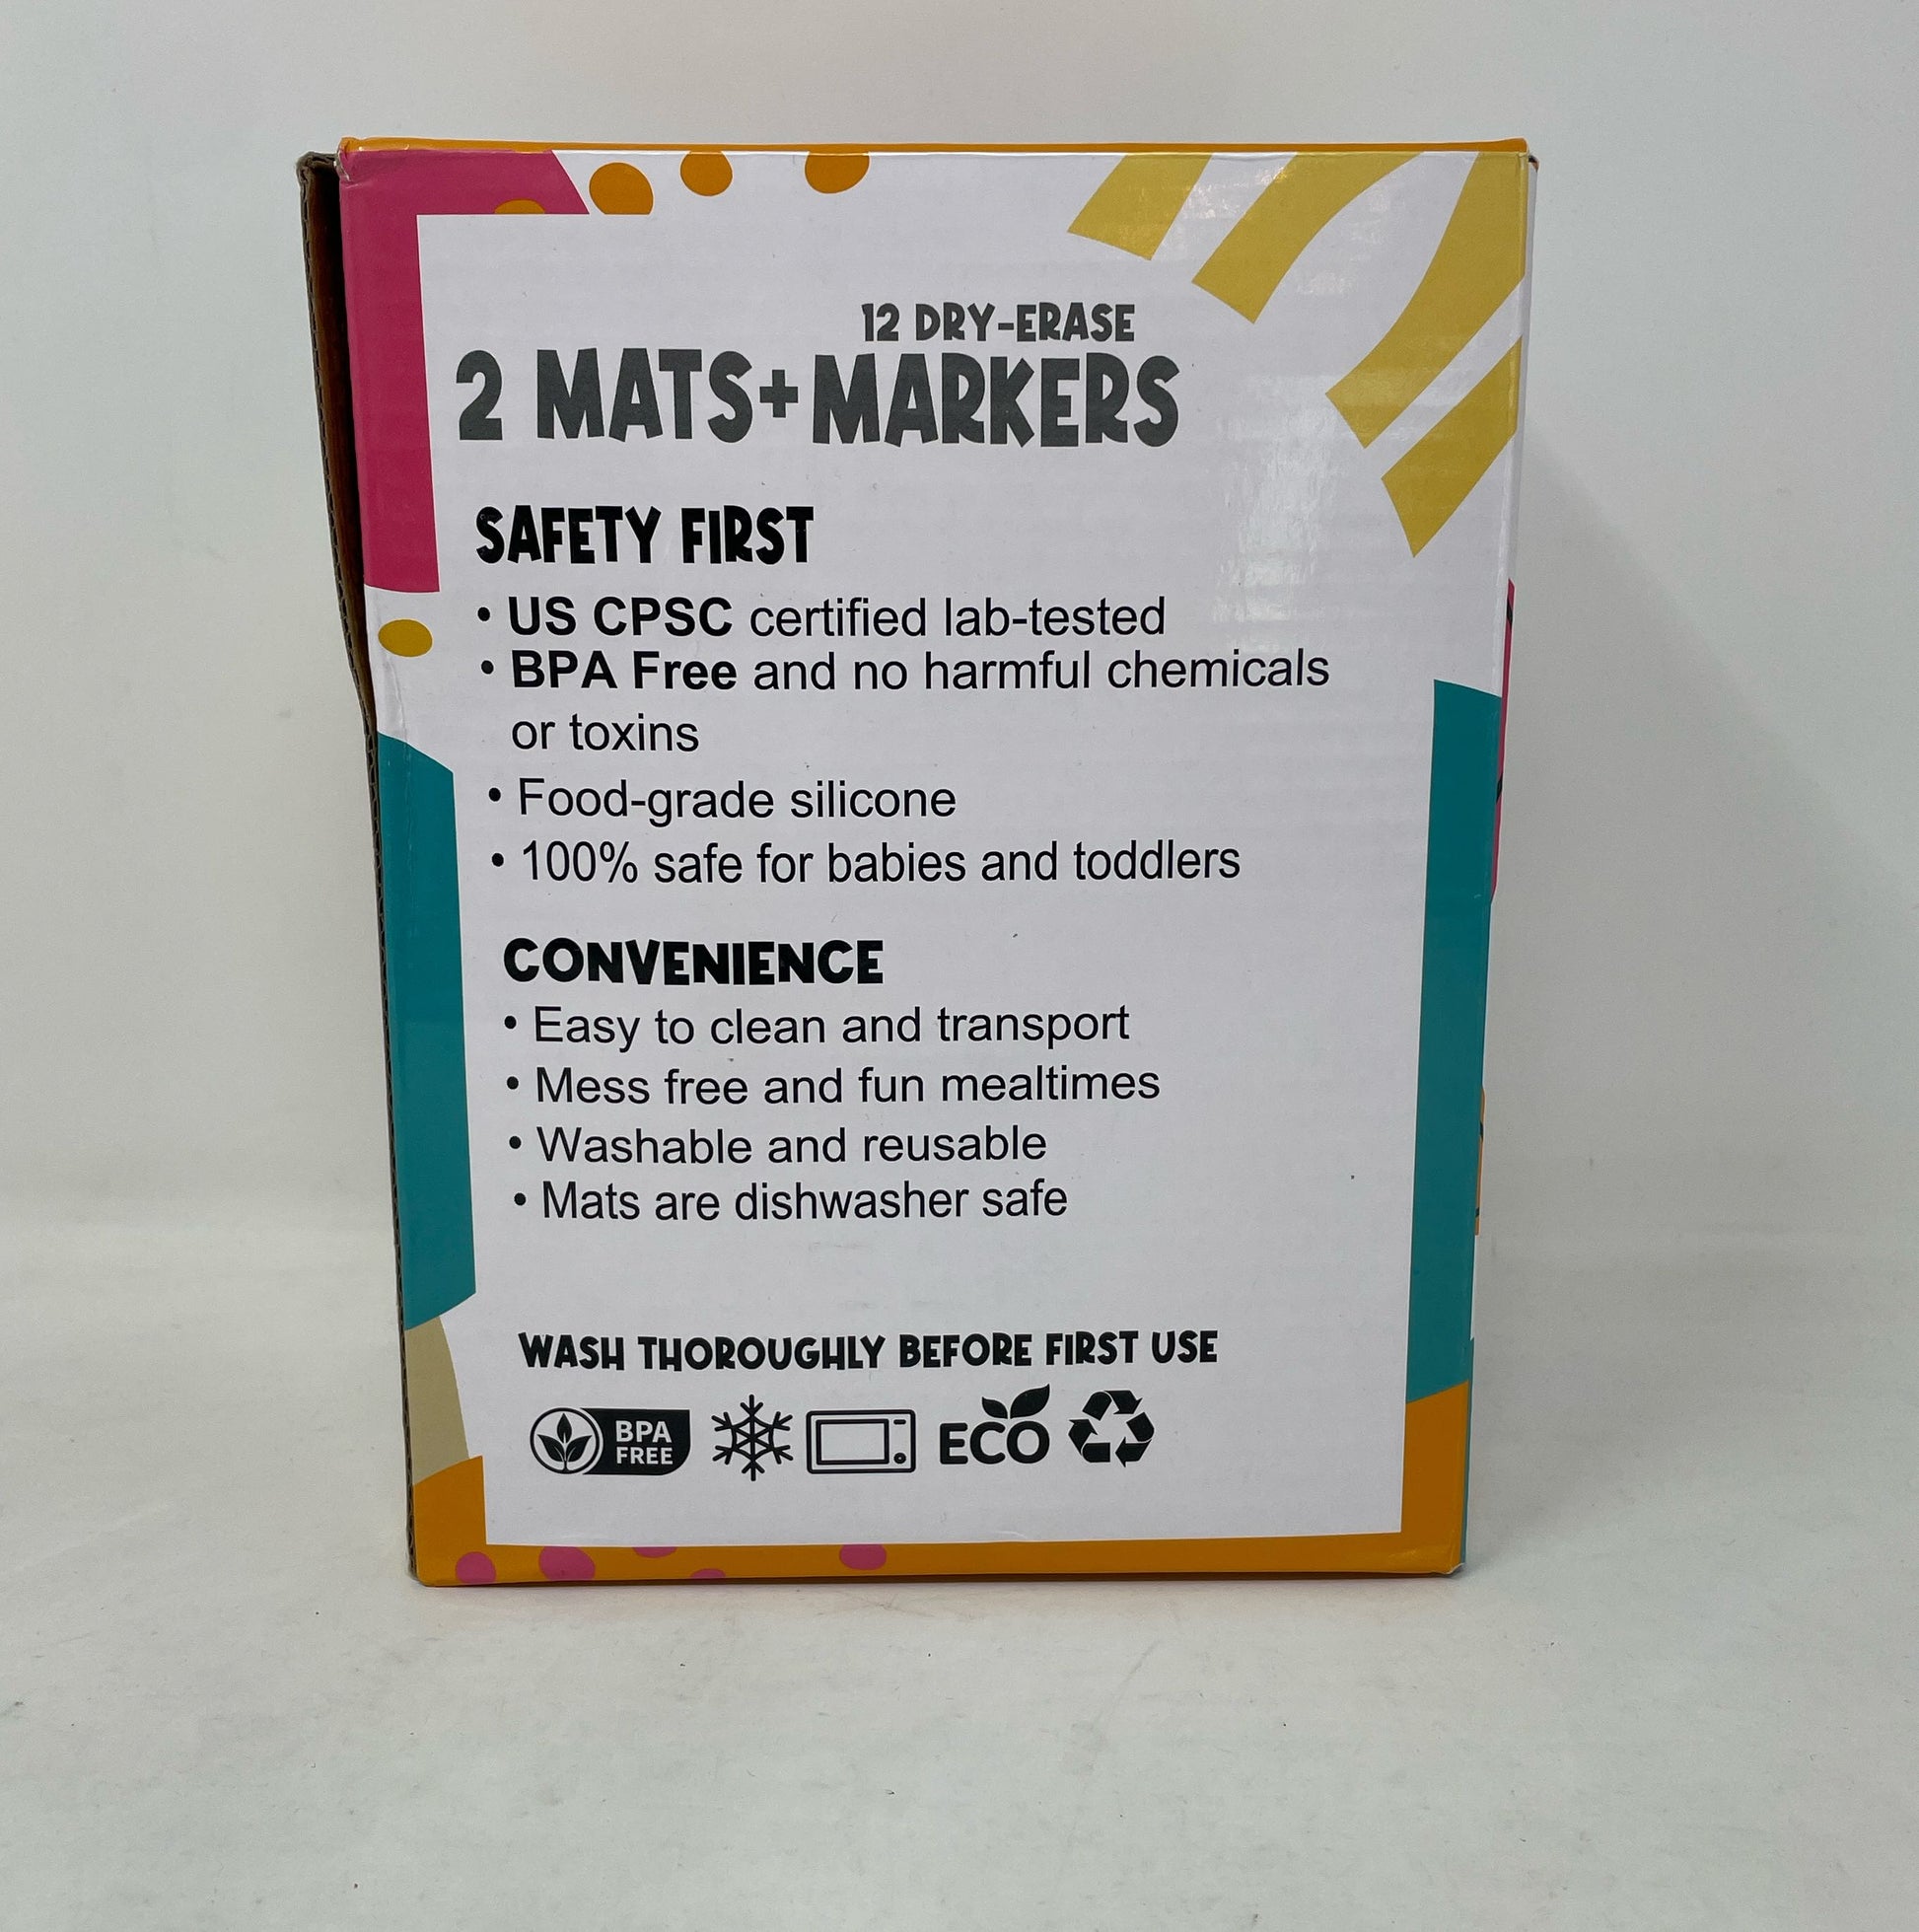 12 DRY-ERASE
2 MATS+MARKERS
SAFETY FIRST
• US CPSC certified lab-tested
• BPA Free and no harmful chemicals
or toxins
• Food-grade silicone
• 100% safe for babies and toddlers
CONVENIENCE
• Easy to clean and transport
• Mess free and fun mealtimes
• Washable and reusable
• Mats are dishwasher safe
WASH THOROUGHLY BEFORE FIRST USE
BPA
FREE
ECO